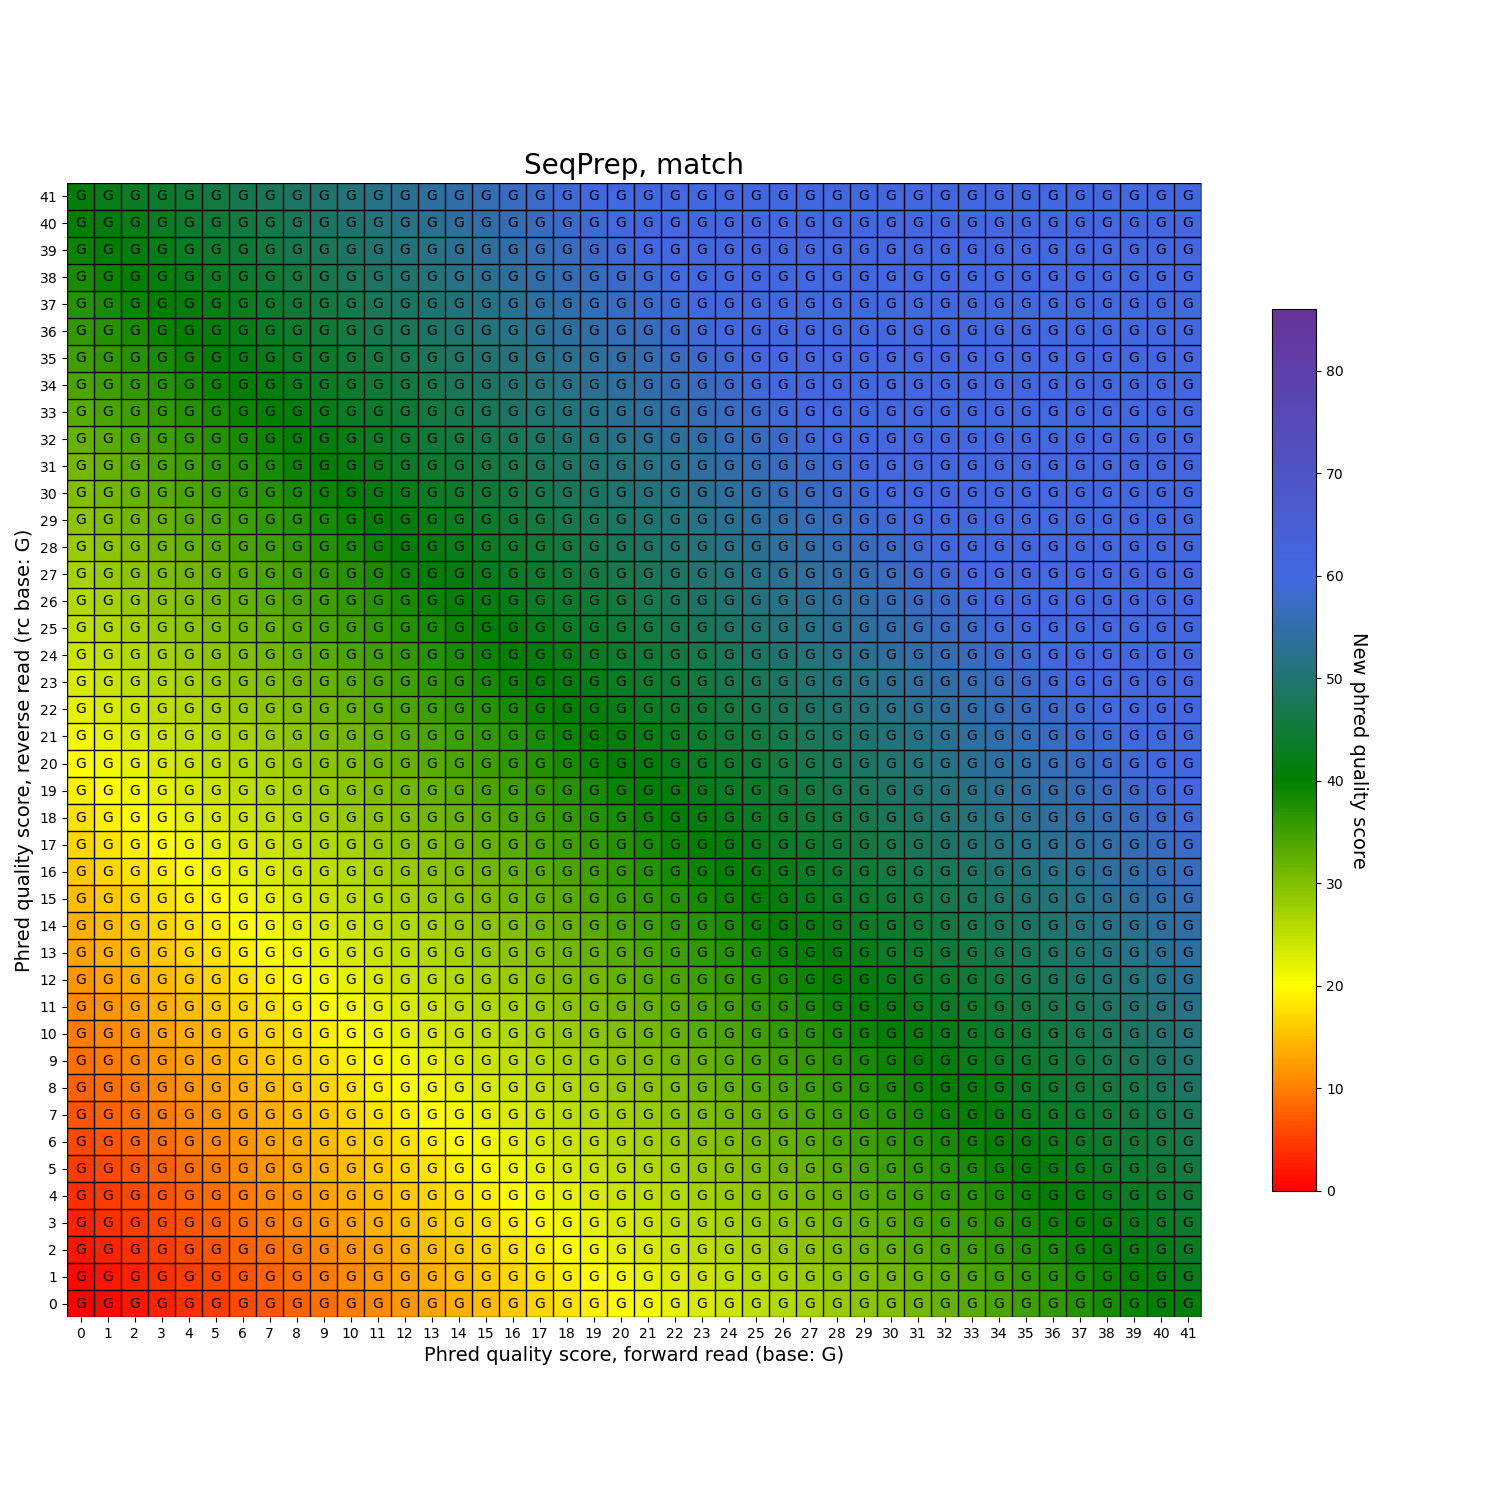 SeqPrep, match
41 G G G G G G G G G G G G G G G G G G G G G G G G G G G G G G G G G G G G G G G G G G
40 G G G G G G G G G G G G G G G G G G G G G G G G G G G G G G G G G G G G G G G G G G
39 G G G G G G G G G G G G G G G G G G G G G G G G G G G G G G G G G G G G G G G G G G
38 G G G G G G G G G G G G G G G G G G G G G G G G G G G G G G G G G G G G G G G G G G
37 G G G G G G G G G G G G G G G G G G G G G G G G G G G G G G G G G G G G G G G G G G
36 G G G G G G G G G G G G G G G G G G G G G G G G G G G G G G G G G G G G G G G G G G
35 G G G G G G G G G G G G G G G G G G G G G G G G G G G G G G G G G G G G G G G G G G
34 G G G G G G G G G G G G G G G G G G G G G G G G G G G G G G G G G G G G G G G G G G
33 G G G G G G G G G G G G G G G G G G G G G G G G G G G G G G G G G G G G G G G G G G
32 G G G G G G G G G G G G G G G G G G G G G G G G G G G G G G G G G G G G G G G G G G
31 G G G G G G G G G G G G G G G G G G G G G G G G G G G G G G G G G G G G G G G G G G
30 G G G G G G G G G G G G G G G G G G G G G G G G G G G G G G G G G G G G G G G G G G
29 G G G G G G G G G G G G G G G G G G G G G G G G G G G G G G G G G G G G G G G G G G
28 G G G G G G G G G G G G G G G G G G G G G G G G G G G G G G G G G G G G G G G G G G
27 G G G G G G G G G G G G G G G G G G G G G G G G G G G G G G G G G G G G G G G G G G
26 G G G G G G G G G G G G G G G G G G G G G G G G G G G G G G G G G G G G G G G G G G
25 G G G G G G G G G G G G G G G G G G G G G G G G G G G G G G G G G G G G G G G G G G
24 G G G G G G G G G G G G G G G G G G G G G G G G G G G G G G G G G G G G G G G G G G
23 G G G G G G G G G G G G G G G G G G G G G G G G G G G G G G G G G G G G G G G G G G
22 G G G G G G G G G G G G G G G G G G G G G G G G G G G G G G G G G G G G G G G G G G
21 G G G G G G G G G G G G G G G G G G G G G G G G G G G G G G G G G G G G G G G G G G
20 G G G G G G G G G G G G G G G G G G G G G G G G G G G G G G G G G G G G G G G G G G
19 G G G G G G G G G G G G G G G G G G G G G G G G G G G G G G G G G G G G G G G G G G
18 G G G G G G G G G G G G G G G G G G G G G G G G G G G G G G G G G G G G G G G G G G
17 G G G G G G G G G G G G G G G G G G G G G G G G G G G G G G G G G G G G G G G G G G
16 G G G G G G G G G G G G G G G G G G G G G G G G G G G G G G G G G G G G G G G G G G
15 G G G G G G G G G G G G G G G G G G G G G G G G G G G G G G G G G G G G G G G G G G
14 G G G G G G G G G G G G G G G G G G G G G G G G G G G G G G G G G G G G G G G G G G
13 G G G G G G G G G G G G G G G G G G G G G G G G G G G G G G G G G G G G G G G G G G
12 G G G G G G G G G G G G G G G G G G G G G G G G G G G G G G G G G G G G G G G G G G
11 G G G G G G G G G G G G G G G G G G G G G G G G G G G G G G G G G G G G G G G G G G
10 G G G G G G G G G G G G G G G G G G G G G G G G G G G G G G G G G G G G G G G G G G
9 G G G G G G G G G G G G G G G G G G G G G G G G G G G G G G G G G G G G G G G G G G
8 G G G G G G G G G G G G G G G G G G G G G G G G G G G G G G G G G G G G G G G G G G
7 G G G G G G G G G G G G G G G G G G G G G G G G G G G G G G G G G G G G G G G G G G
6 G G G G G G G G G G G G G G G G G G G G G G G G G G G G G G G G G G G G G G G G G G
5 G G G G G G G G G G G G G G G G G G G G G G G G G G G G G G G G G G G G G G G G G G
4 G G G G G G G G G G G G G G G G G G G G G G G G G G G G G G G G G G G G G G G G G G
3 G G G G G G G G G G G G G G G G G G G G G G G G G G G G G G G G G G G G G G G G G G
2 G G G G G G G G G G G G G G G G G G G G G G G G G G G G G G G G G G G G G G G G G G
1 G G G G G G G G G G G G G G G G G G G G G G G G G G G G G G G G G G G G G G G G G G
0 G G G G G G G G G G G G G G G G G G G G G G G G G G G G G G G G G G G G G G G G G G
0 1 2 3 4 5 6 7 8 9 10 11 12 13 14 15 16 17 18 19 20 21 22 23 24 25 26 27 28 29 30 31 32 33 34 35 36 37 38 39 40 41
Phred quality score, forward read (base: G)
Phred quality score, reverse read (rc base: G)
80
70
60
50
40
30
20
10
0
New phred quality score